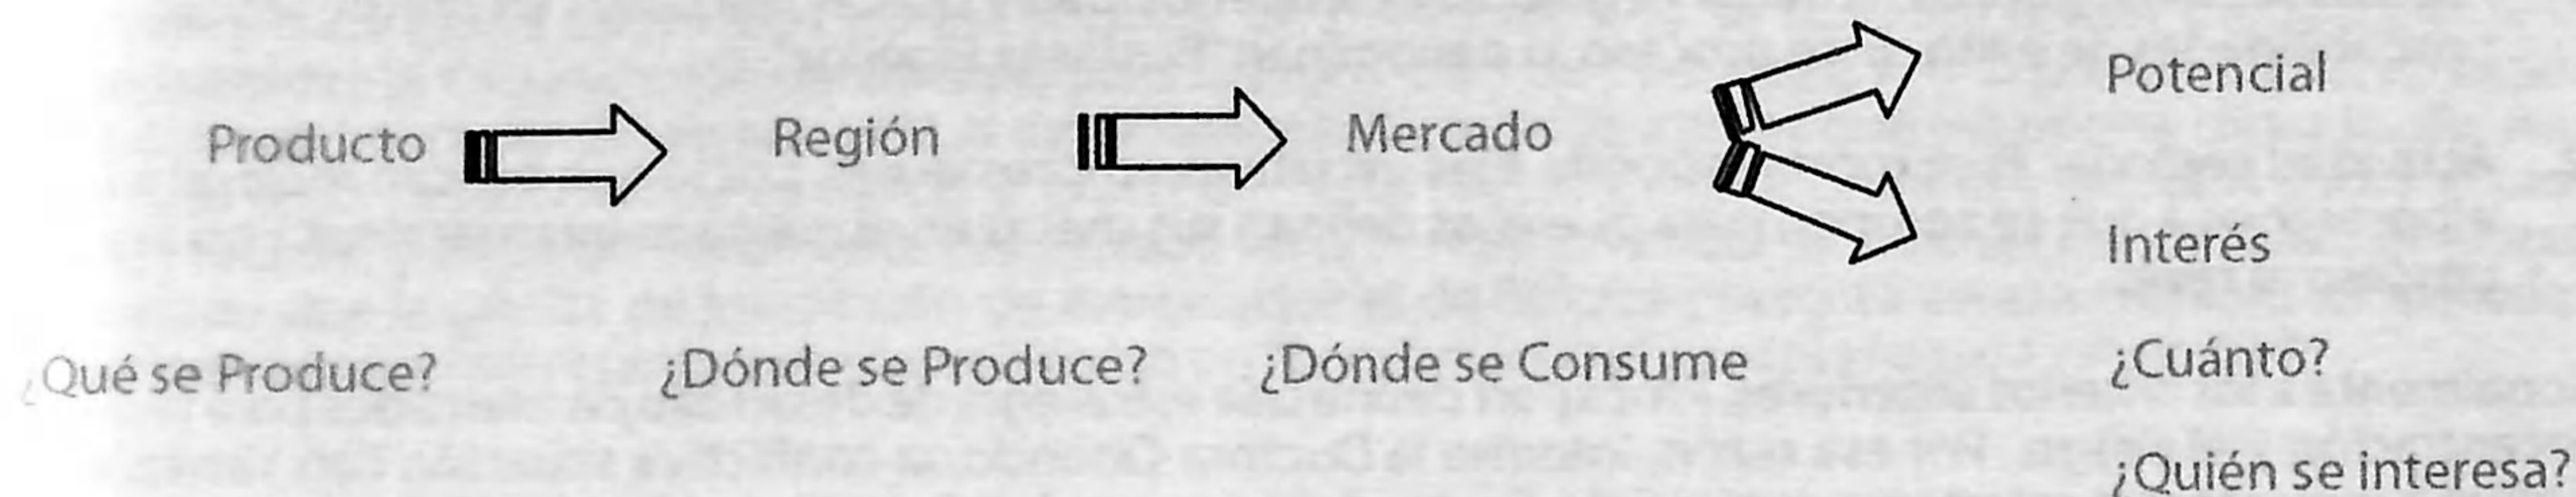 Producto
Región
Mercado
Potencial
Interés
¿Qué se Produce?
¿Dónde se Produce?
¿Dónde se Consume
¿Cuánto?
¿Quién se interesa?